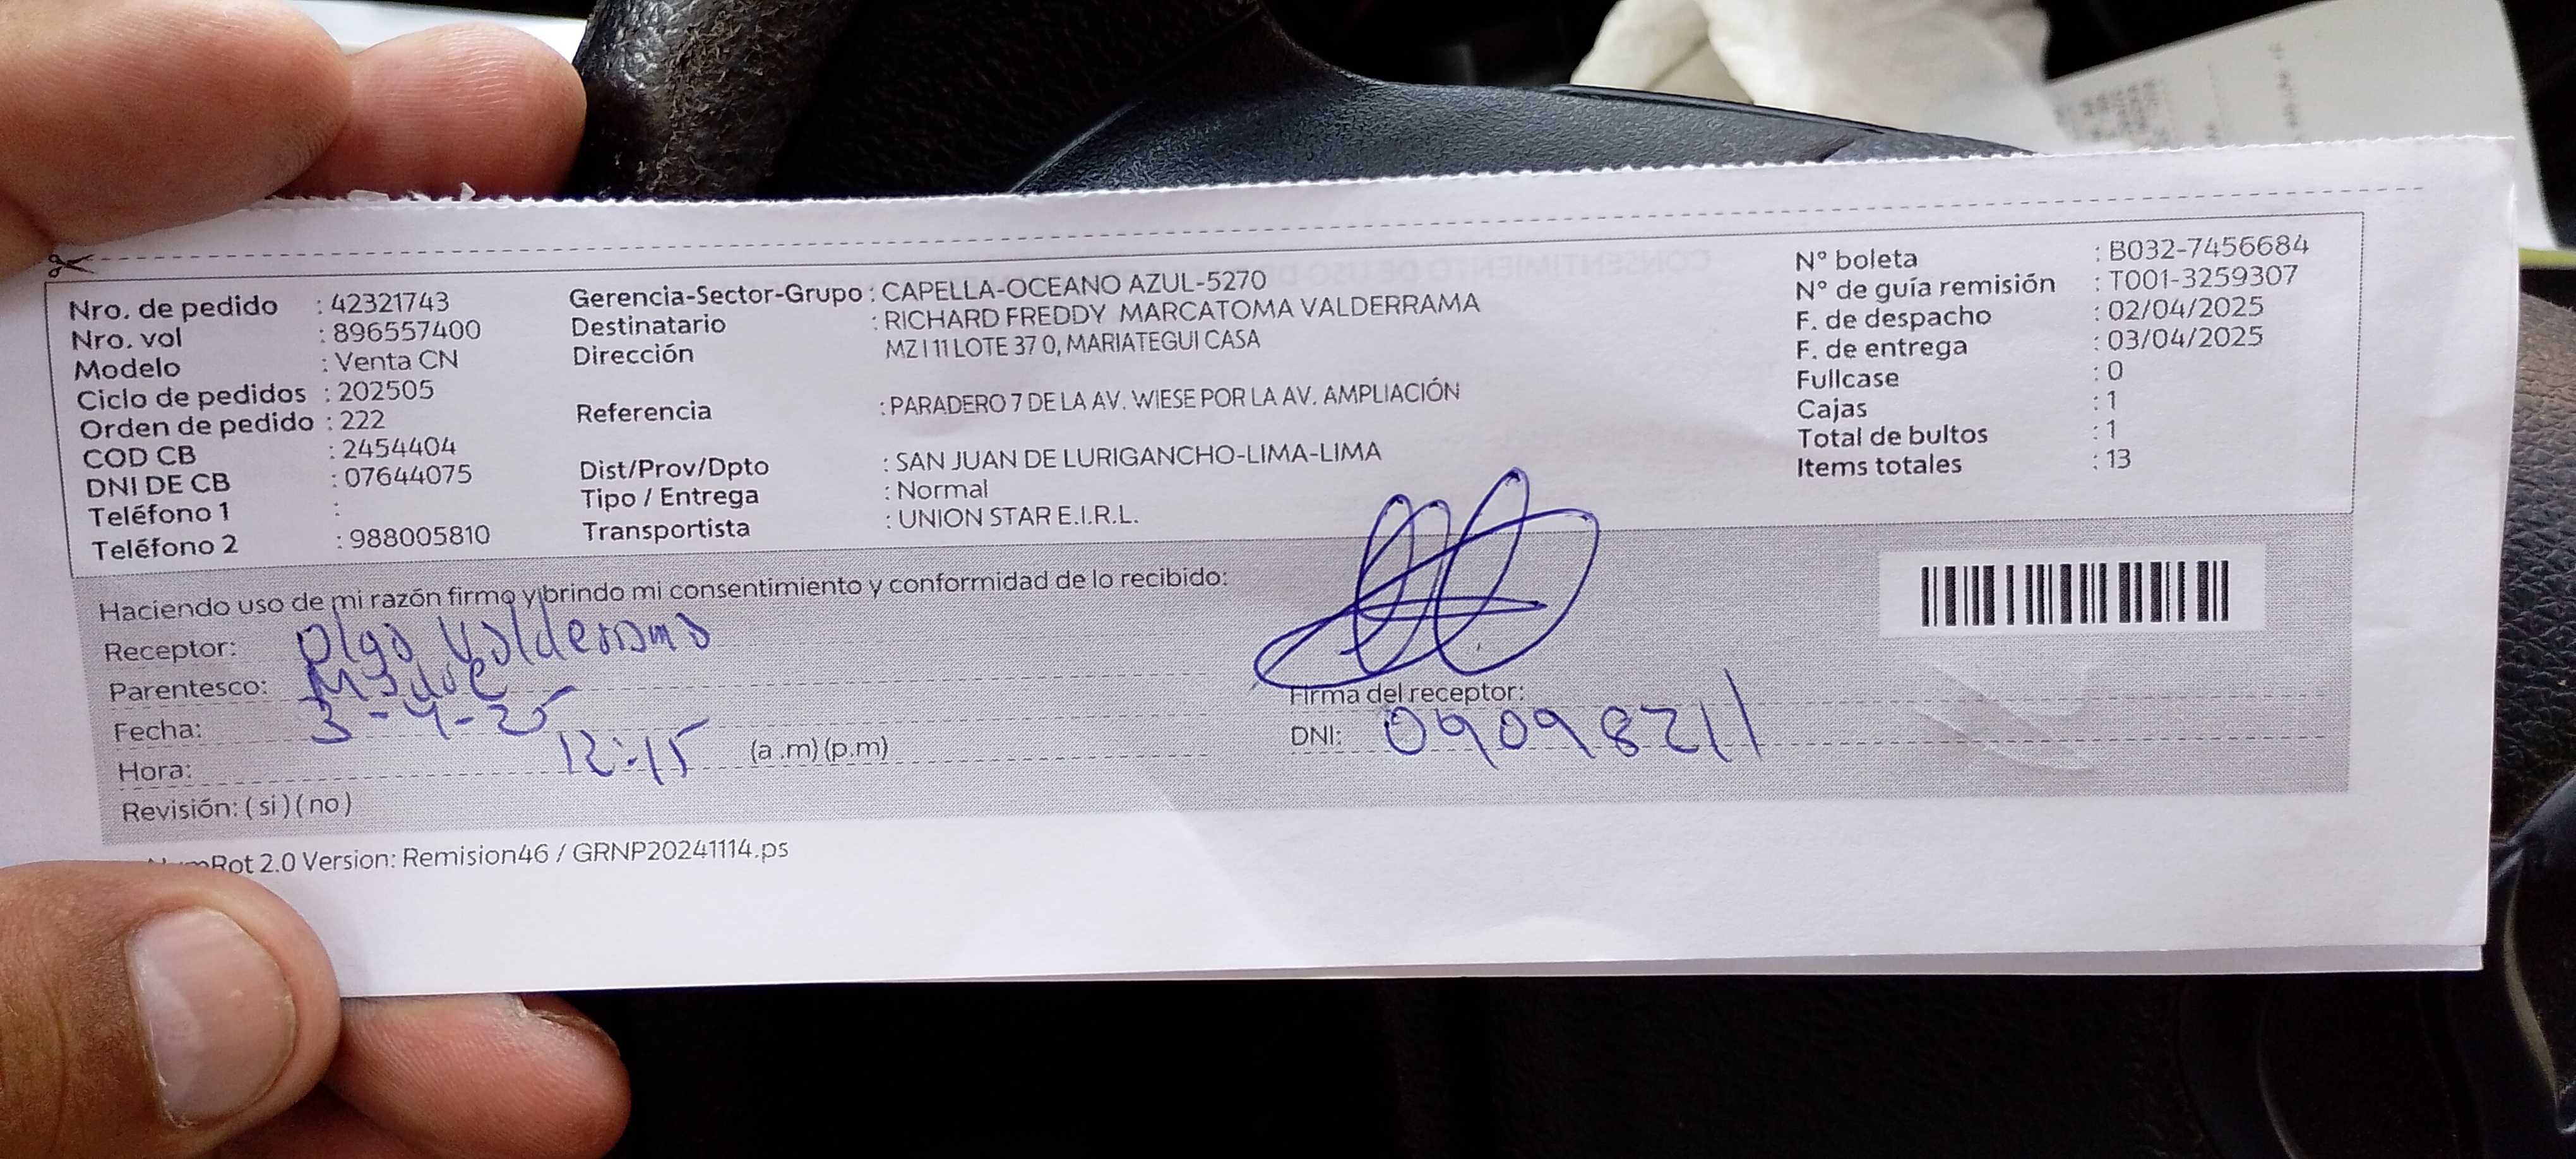 Nro. de pedido : 42321743
Nro. vol : 896557400
Modelo : Venta CN
Ciclo de pedidos : 202505
Orden de pedido : 222
COD CB : 2454404
DNI DE CB : 07644075
Teléfono 1 :
Teléfono 2 : 988005810
Gerencia-Sector-Grupo : CAPELLA-OCEANO AZUL-5270
Destinatario : RICHARD FREDDY MARCATOMA VALDERRAMA
Dirección MZ I 11 LOTE 37 0, MARIATEGUI CASA
Referencia : PARADERO 7 DE LA AV. WIESE POR LA AV. AMPLIACIÓN
Dist/Prov/Dpto : SAN JUAN DE LURIGANCHO-LIMA-LIMA
Tipo / Entrega : Normal
Transportista : UNION STAR E.I.R.L.
N° boleta : B032-7456684
N° de guía remisión : T001-3259307
F. de despacho : 02/04/2025
F. de entrega : 03/04/2025
Fullcase : 0
Cajas : 1
Total de bultos : 1
Items totales : 13
Haciendo uso de mi razón firmo y brindo mi consentimiento y conformidad de lo recibido:
Receptor: Olga Valderrama
Parentesco: Madre
Fecha: 3-4-25
Hora: 12:15 (a.m)(p.m)
Revisión: (si)(no)
Firma del receptor:
DNI: 09098211
Rot 2.0 Version: Remision46 / GRNP20241114.ps